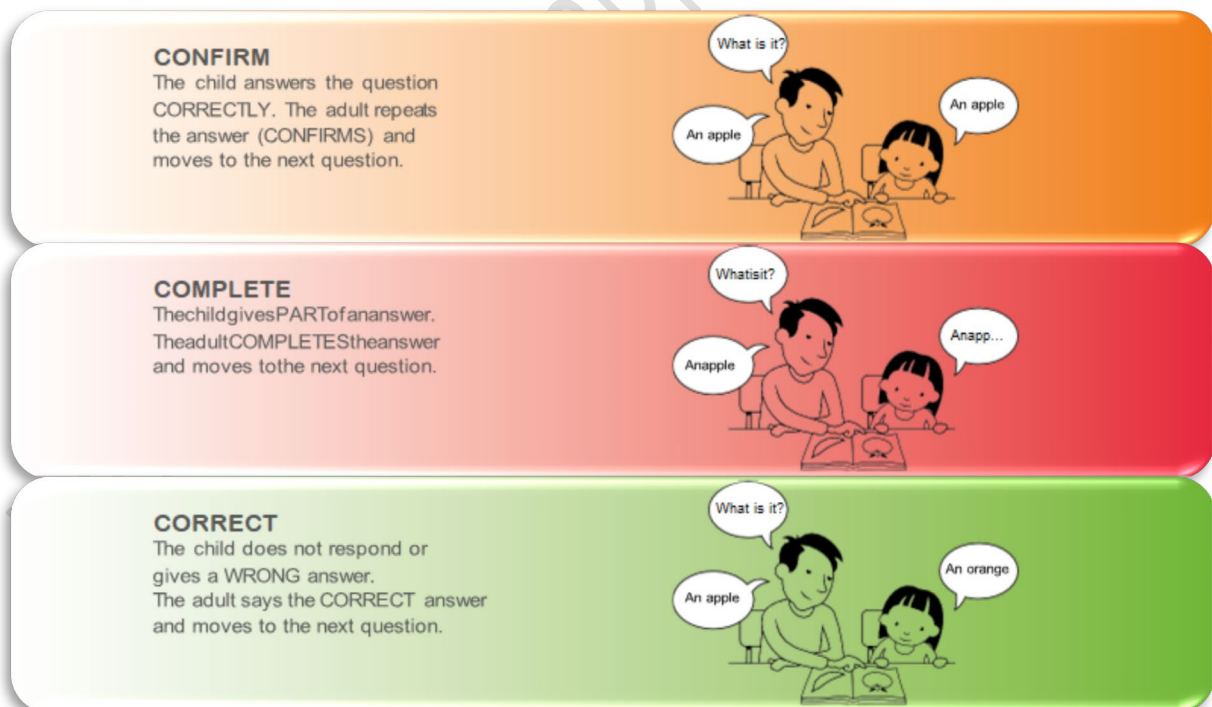 CONFIRM
The child answers the question
CORRECTLY. The adult repeats
the answer (CONFIRMS) and
moves to the next question.
What is it?
An apple
An apple
COMPLETE
ThechildgivesPARTofananswer.
TheadultCOMPLETEStheanswer
and moves tothe next question.
Whatisit?
Anapp...
Anapple
CORRECT
The child does not respond or
gives a WRONG answer.
The adult says the CORRECT answer
and moves to the next question.
What is it?
An orange
An apple